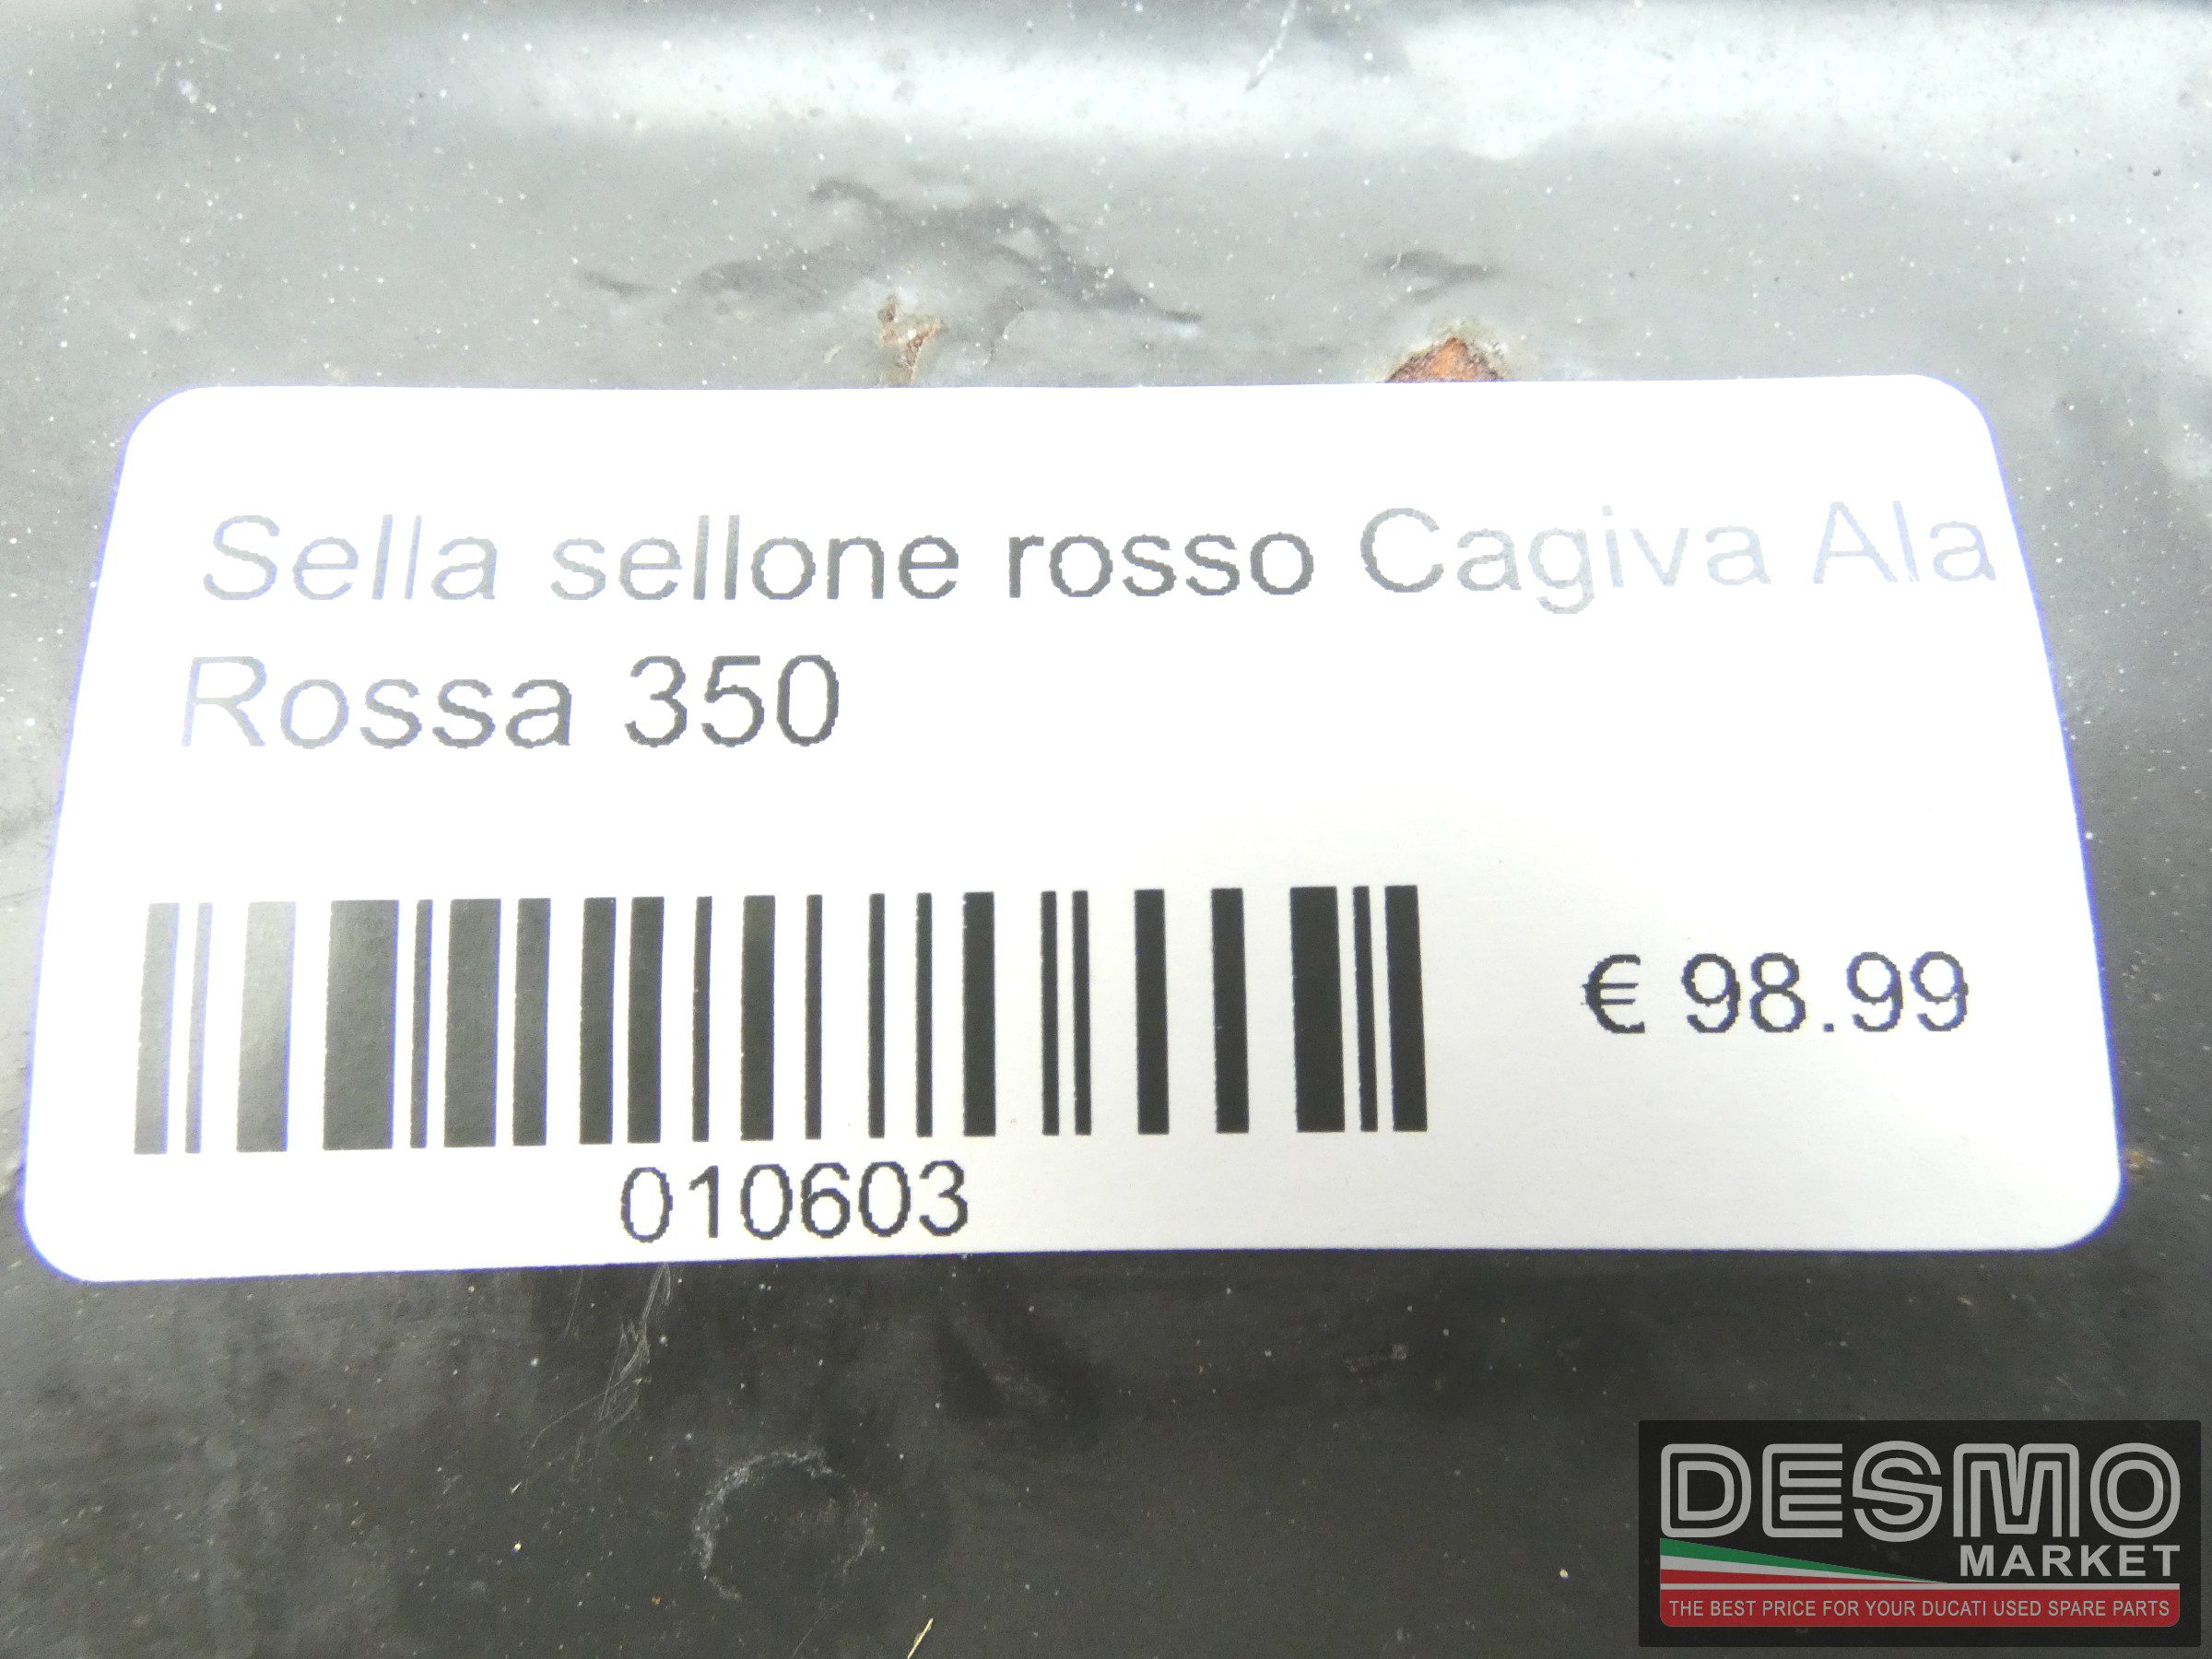 Sella sellone rosso Cagiva Ala
Rossa 350
€ 98.99
010603
DESMO
MARKET
THE BEST PRICE FOR YOUR DUCATI USED SPARE PARTS